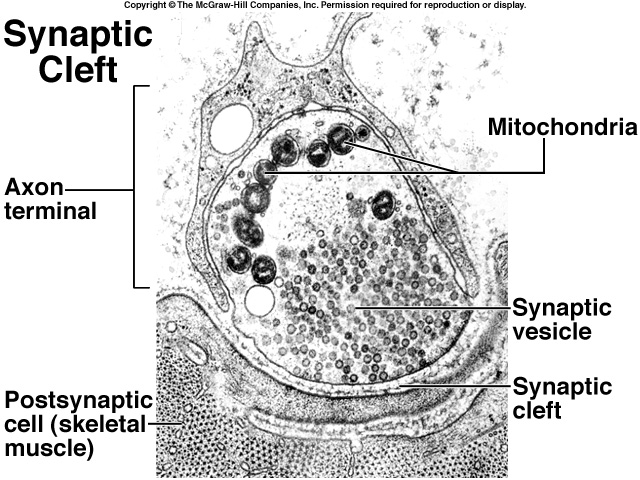 Copyright © The McGraw-Hill Companies, Inc. Permission required for reproduction or display.
Synaptic
Cleft
Mitochondria
Axon
terminal
Synaptic
vesicle
Synaptic
cleft
Postsynaptic
cell (skeletal
muscle)